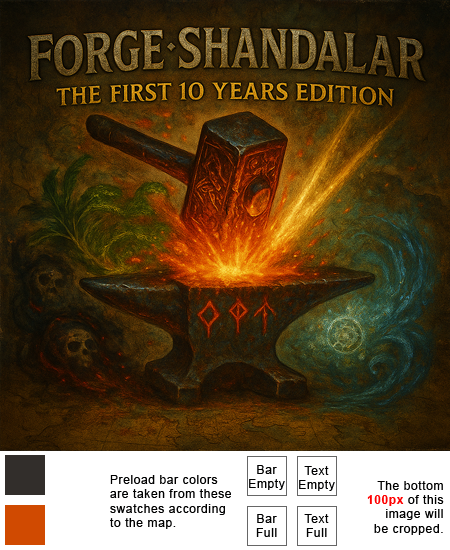 FORGE·SHANDALAR
THE FIRST 10 YEARS EDITION
Preload bar colors
are taken from these
swatches according
to the map.
Bar
Empty
Text
Empty
Bar
Full
Text
Full
The bottom
100px of this
image will
be cropped.